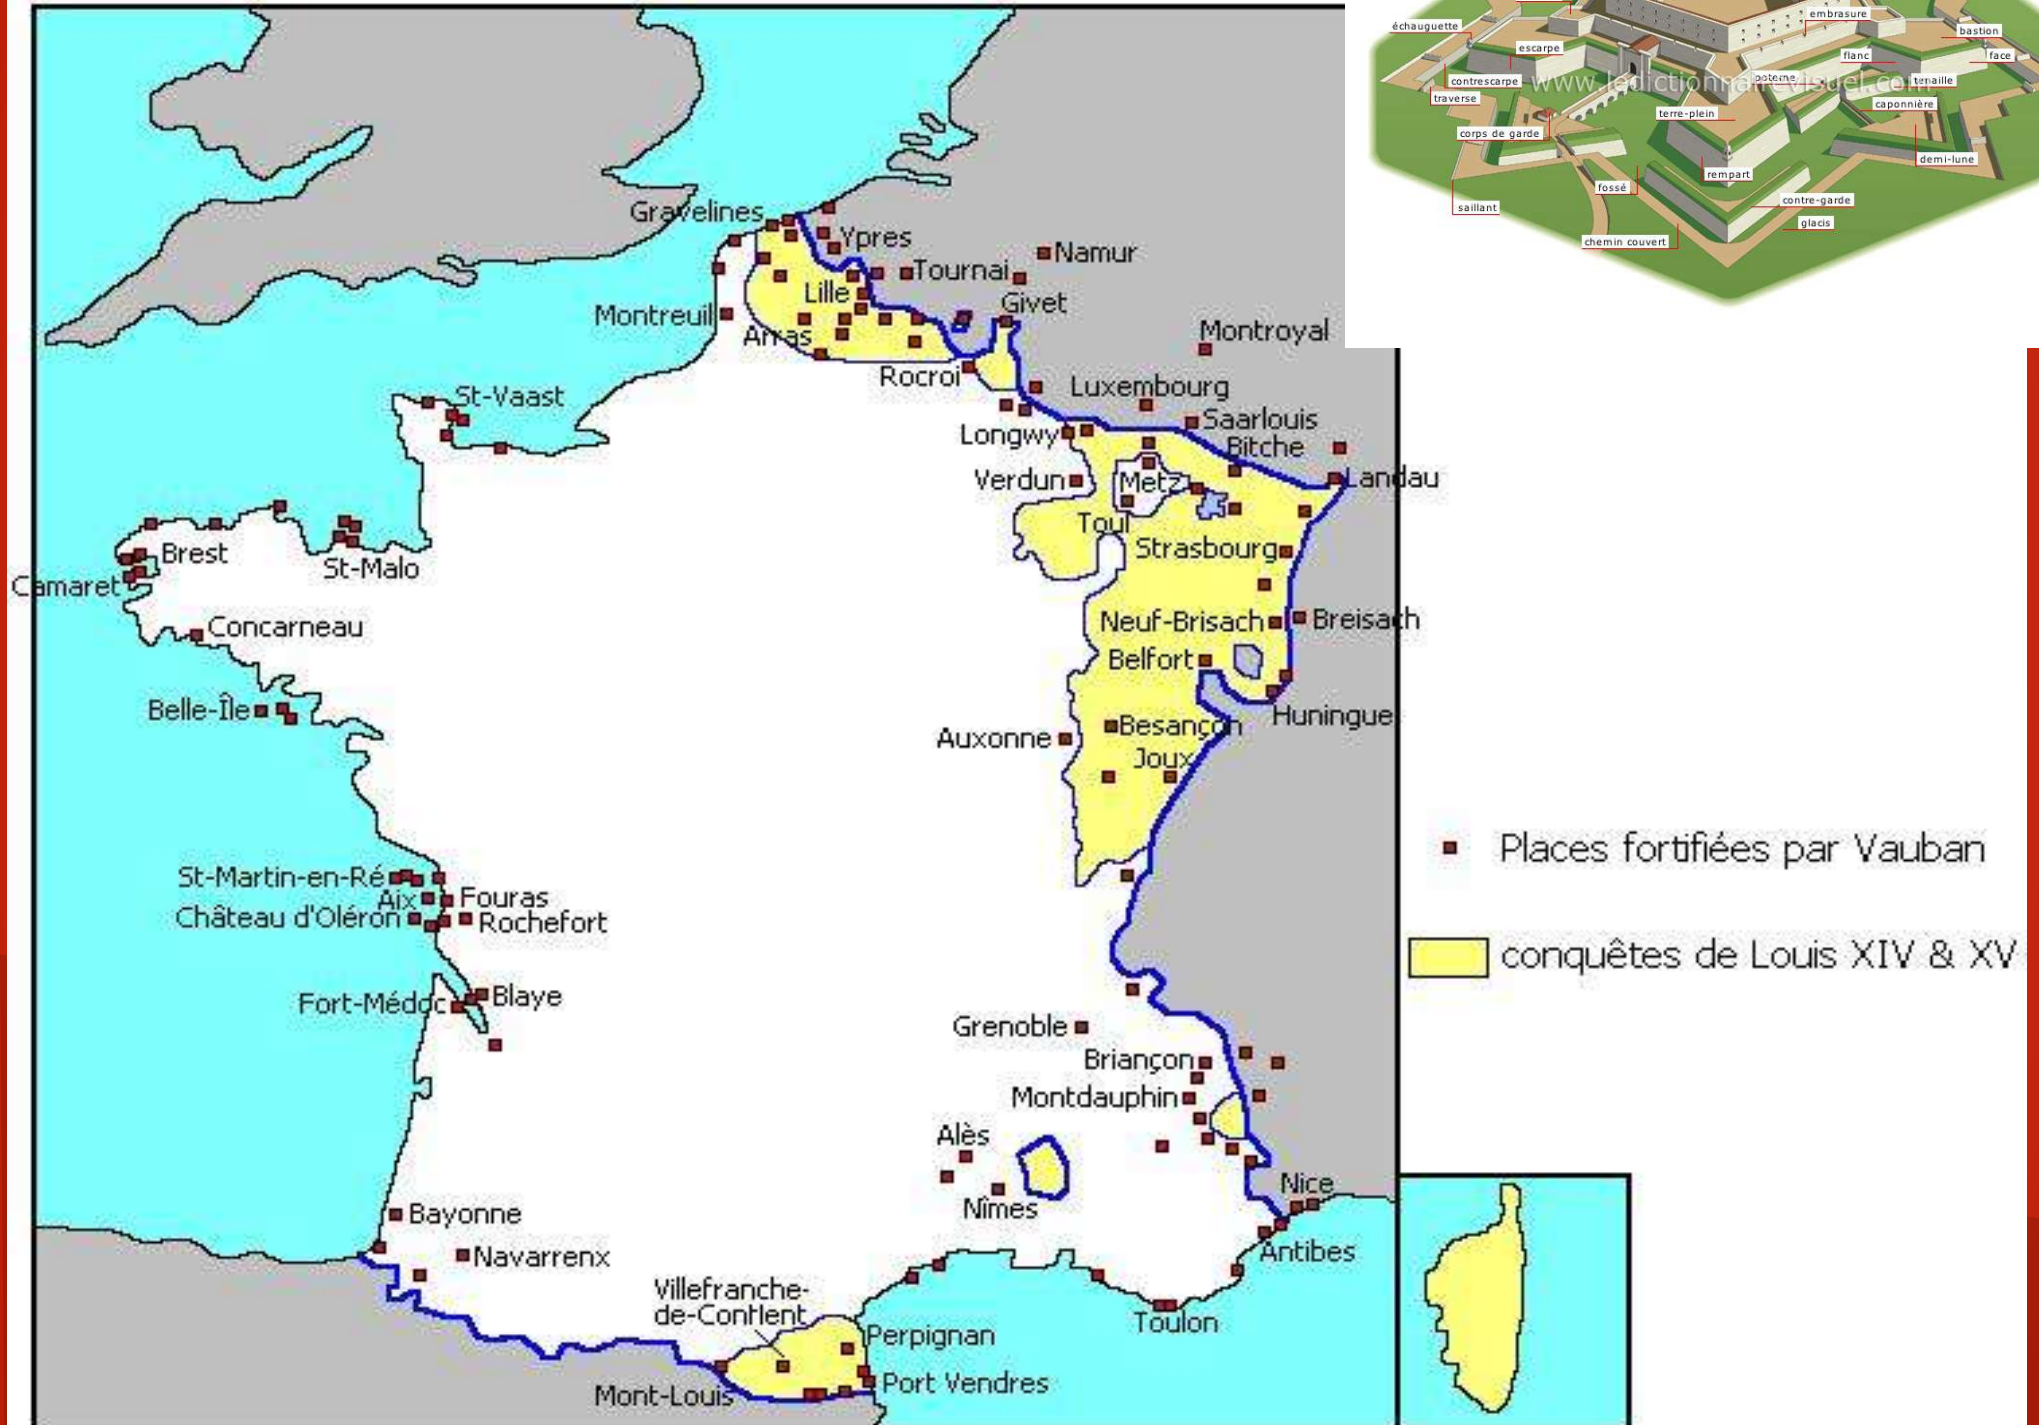 échauguette
embrasure
bastion
escarpe
flanc
face
contrescarpe
poterne
tenaille
www.ledictionnairevisuel.com
traverse
caponnière
terre-plein
corps de garde
demi-lune
rempart
fossé
contre-garde
saillant
glacis
chemin couvert
Gravelines
Ypres
Namur
Tournai
Lille
Givet
Montreuil
Montroyal
Arras
Rocroi
Luxembourg
St-Vaast
Saarlouis
Longwy
Bitche
Verdun
Metz
Landau
Toul
Strasbourg
Brest
St-Malo
Camaret
Concarneau
Neuf-Brisach
Breisach
Belfort
Belle-Île
Huningue
Besançon
Auxonne
Joux
Places fortifiées par Vauban
St-Martin-en-Ré
Aix
Fouras
Château d'Oléron
Rochefort
conquêtes de Louis XIV & XV
Fort-Médoc
Blaye
Grenoble
Briançon
Montdauphin
Alès
Nice
Nîmes
Bayonne
Antibes
Navarrenx
Villefranche-
de-Conflent
Toulon
Perpignan
Port Vendres
Mont-Louis